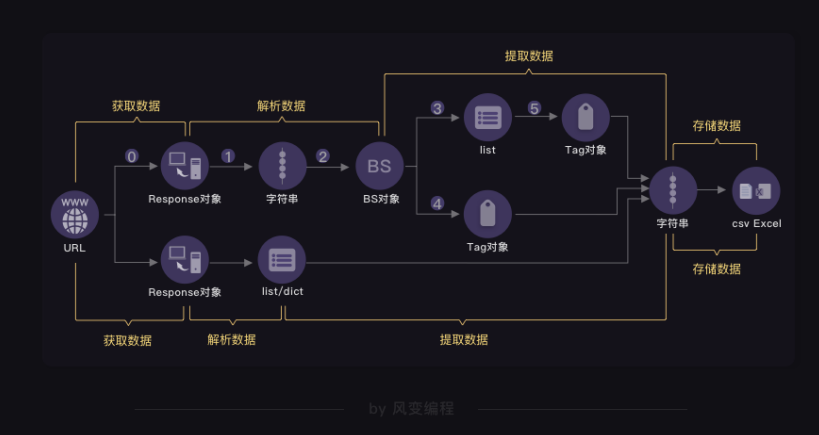 提取数据
获取数据
解析数据
存储数据
0
1
2
3
4
5
WWW
URL
Response对象
字符串
BS
BS对象
list
Tag对象
Tag对象
字符串
X
csv Excel
Response对象
list/dict
存储数据
获取数据
解析数据
提取数据
by 风变编程